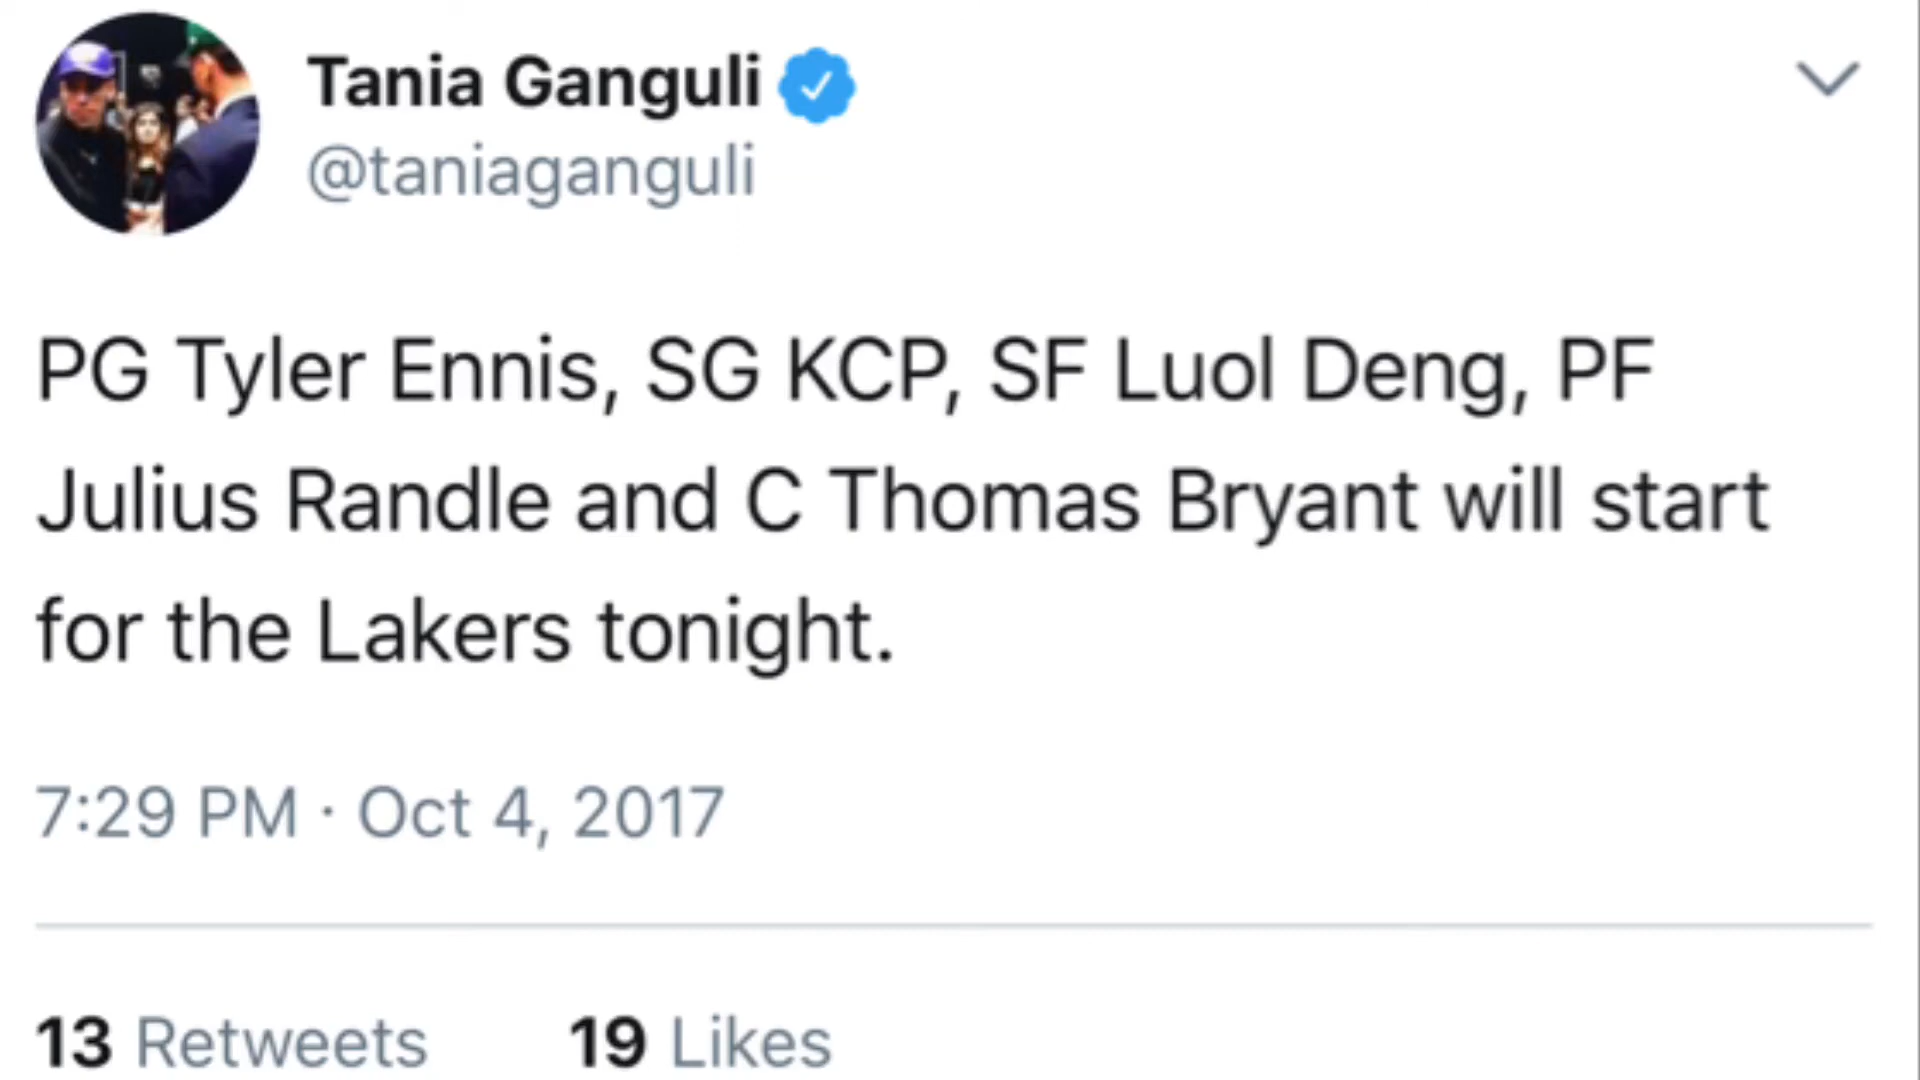 Tania Ganguli
@taniaganguli
PG Tyler Ennis, SG KCP, SF Luol Deng, PF
Julius Randle and C Thomas Bryant will start
for the Lakers tonight.
7:29 PM · Oct 4, 2017
13 Retweets 19 Likes